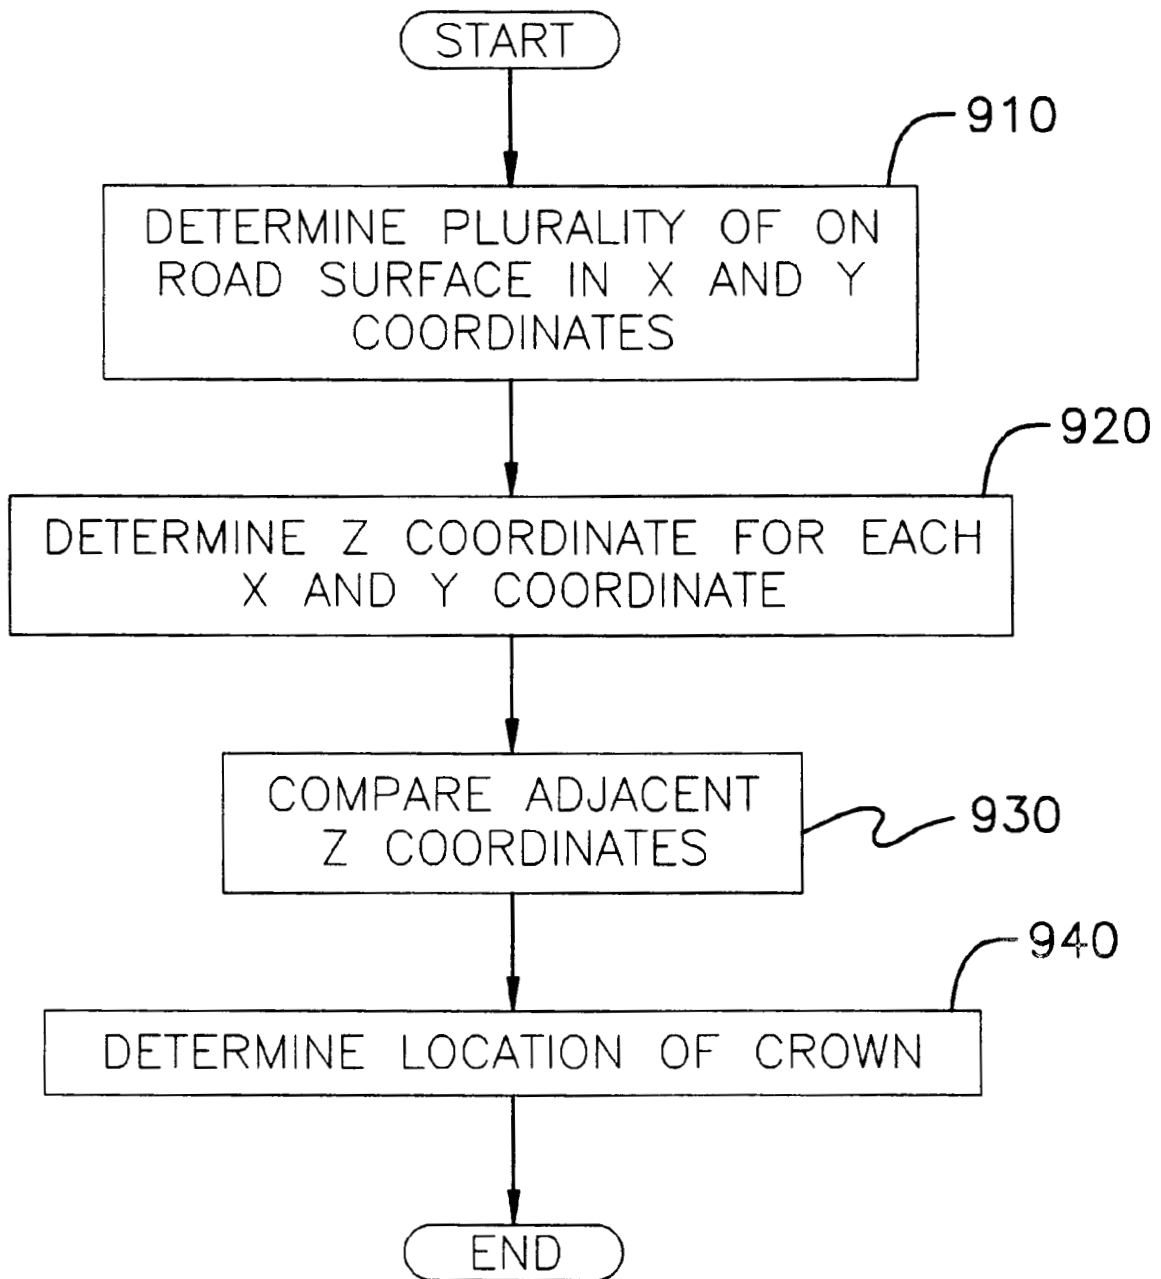 START
910
DETERMINE PLURALITY OF ON
ROAD SURFACE IN X AND Y
COORDINATES
920
DETERMINE Z COORDINATE FOR EACH
X AND Y COORDINATE
COMPARE ADJACENT
Z COORDINATES
930
940
DETERMINE LOCATION OF CROWN
END